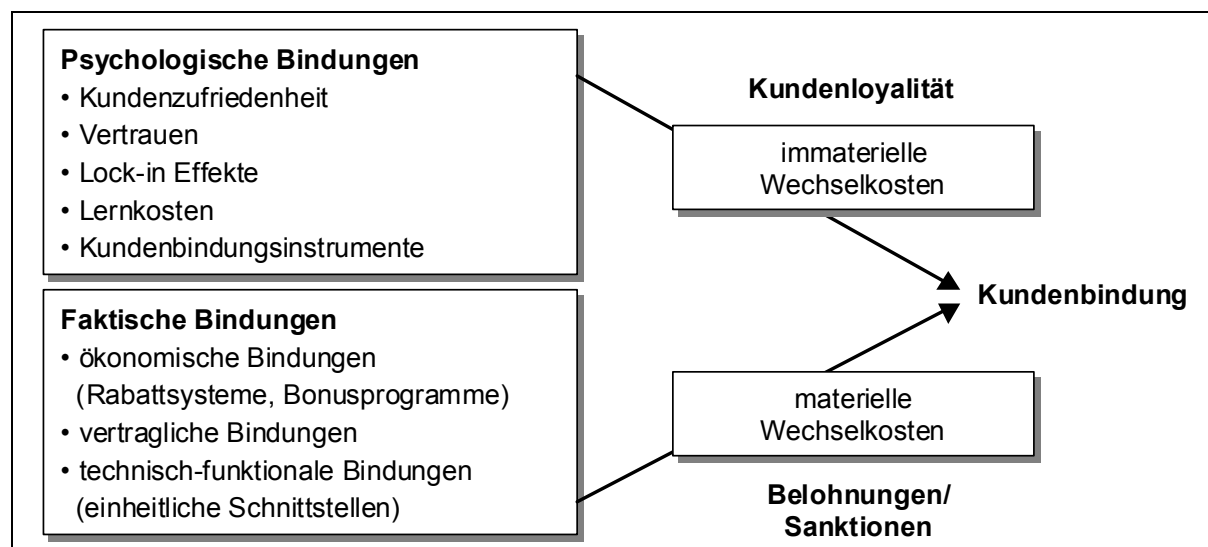 Psychologische Bindungen
• Kundenzufriedenheit
• Vertrauen
• Lock-in Effekte
• Lernkosten
• Kundenbindungsinstrumente
Faktische Bindungen
• ökonomische Bindungen
(Rabattsysteme, Bonusprogramme)
• vertragliche Bindungen
• technisch-funktionale Bindungen
(einheitliche Schnittstellen)
Kundenloyalität
immaterielle
Wechselkosten
Kundenbindung
materielle
Wechselkosten
Belohnungen/
Sanktionen